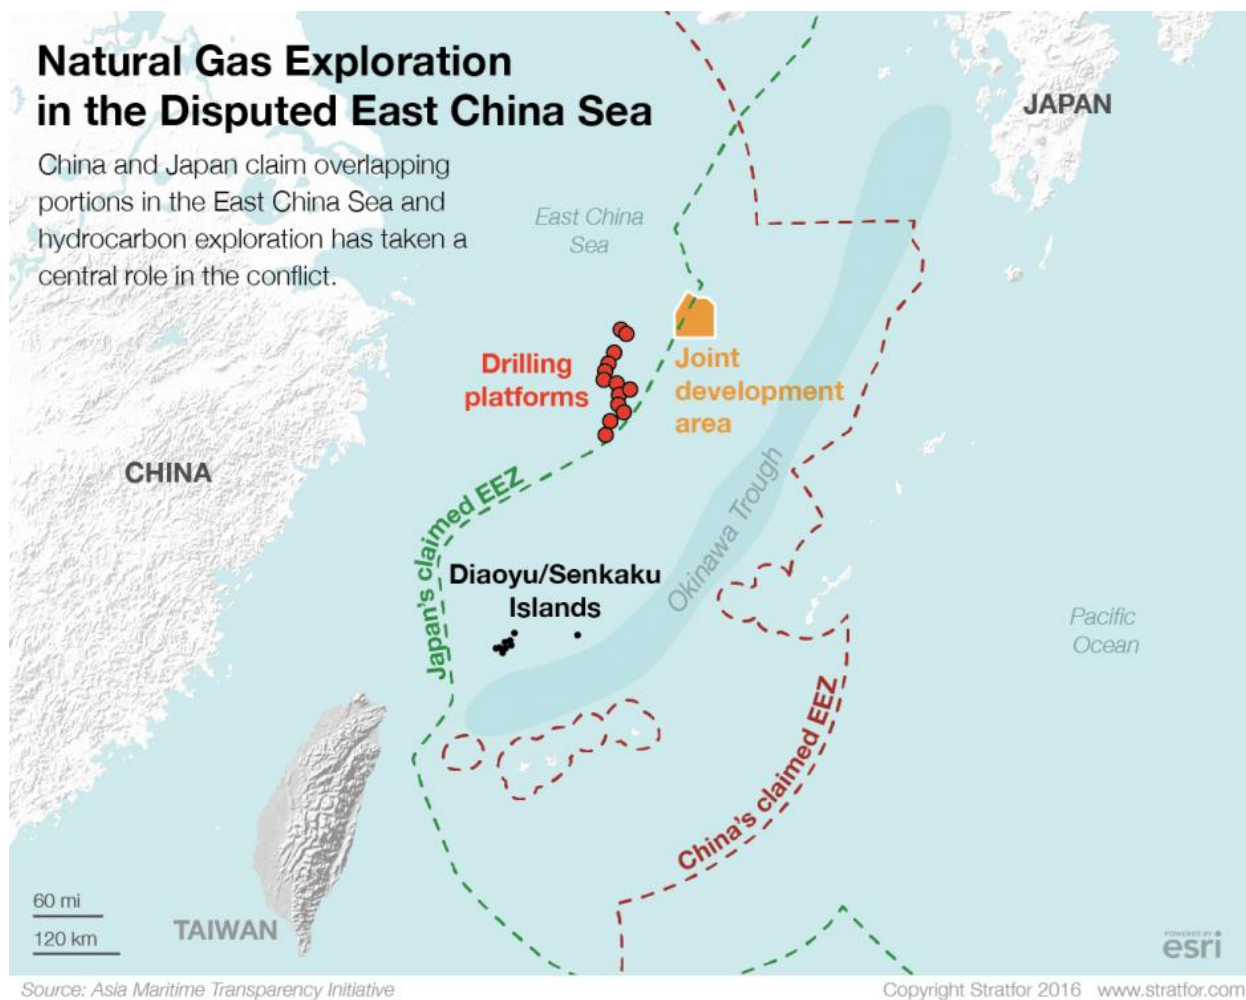 Natural Gas Exploration
in the Disputed East China Sea
China and Japan claim overlapping
portions in the East China Sea and
hydrocarbon exploration has taken a
central role in the conflict.
JAPAN
East China
Sea
Drilling
platforms
Joint
development
area
CHINA
Japan's claimed EEZ
Okinawa Trough
Diaoyu/Senkaku
Islands
Pacific
Ocean
China's claimed EEZ
60 mi
120 km
TAIWAN
POWERED BY
esri
Source: Asia Maritime Transparency Initiative
Copyright Stratfor 2016 www.stratfor.com